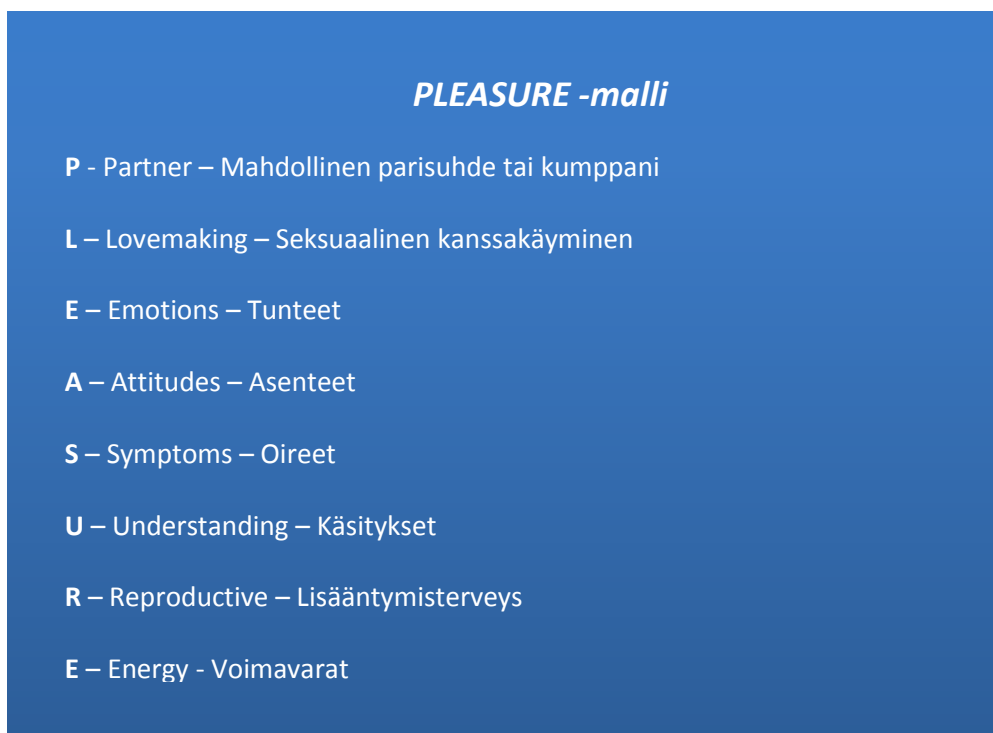 PLEASURE -malli
P - Partner – Mahdollinen parisuhde tai kumppani
L – Lovemaking – Seksuaalinen kanssakäyminen
E – Emotions – Tunteet
A – Attitudes – Asenteet
S – Symptoms – Oireet
U – Understanding – Käsitykset
R – Reproductive – Lisääntymisterveys
E – Energy - Voimavarat